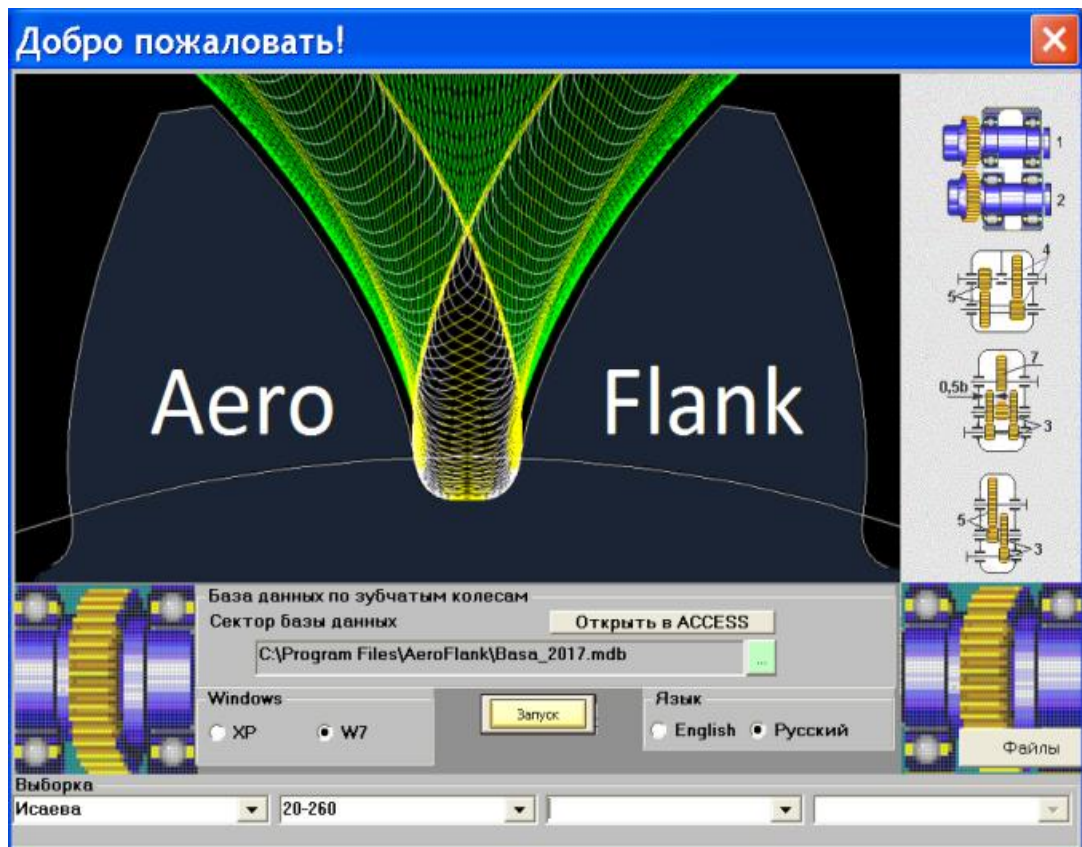 Добро пожаловать!
Aero Flank
1
2
4
5
7
0,5b
3
5
3
База данных по зубчатым колесам
Сектор базы данных
Открыть в ACCESS
C:\Program Files\AeroFlank\Basa_2017.mdb
...
Windows
XP
W7
Запуск
Язык
English
Русский
Файлы
Выборка
Исаева
20-260